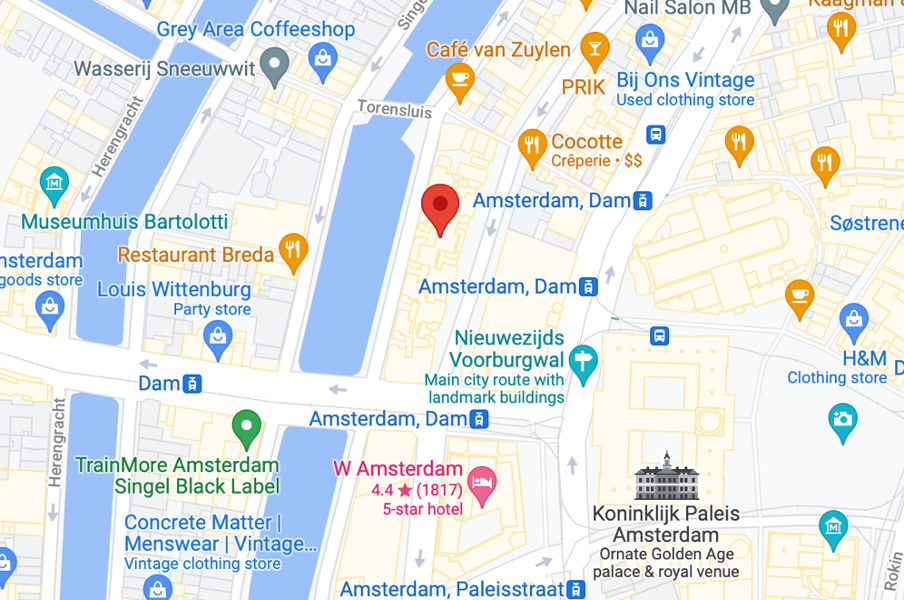 Singel
Nail Salon MB
Kaagman &
Grey Area Coffeeshop
Café van Zuylen
Wasserij Sneeuwwit
PRIK
Bij Ons Vintage
Used clothing store
Torensluis
Herengracht
Cocotte
Crêperie • $$
Museumhuis Bartolotti
Amsterdam, Dam
Søstrene
Restaurant Breda
msterdam
goods store
Louis Wittenburg
Party store
Amsterdam, Dam
Nieuwezijds
Voorburgwal
Main city route with
landmark buildings
H&M
Clothing store
D
Dam
Herengracht
Amsterdam, Dam
TrainMore Amsterdam
Singel Black Label
W Amsterdam
4.4 ★ (1817)
5-star hotel
Koninklijk Paleis
Amsterdam
Ornate Golden Age
palace & royal venue
Concrete Matter |
Menswear | Vintage...
Vintage clothing store
Rokin
Amsterdam, Paleisstraat